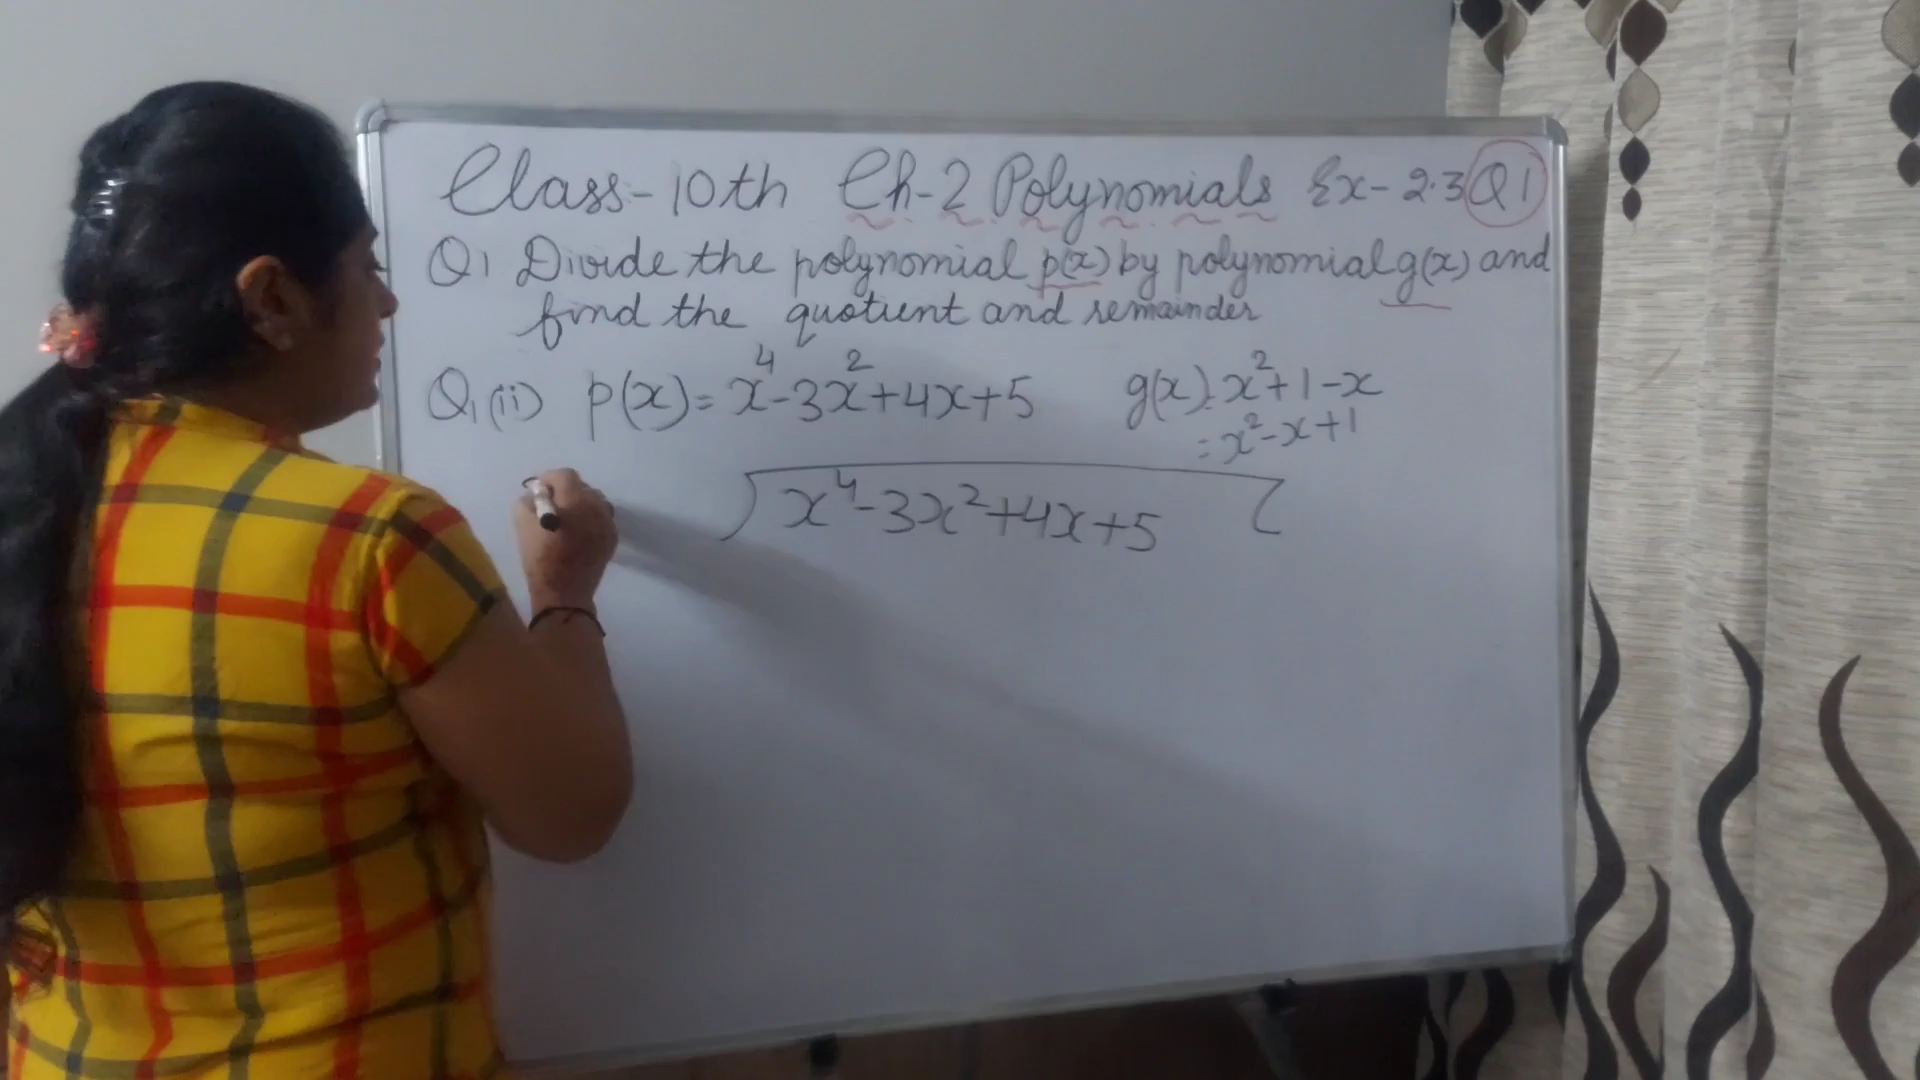 Class-10th Ch-2 Polynomials Ex-2.3 Q1
Q1 Divide the polynomial p(x) by polynomial g(x) and
find the quotient and remainder
Q1(ii) p(x)=x⁴-3x²+4x+5 g(x)=x²+1-x
=x²-x+1
x⁴-3x²+4x+5